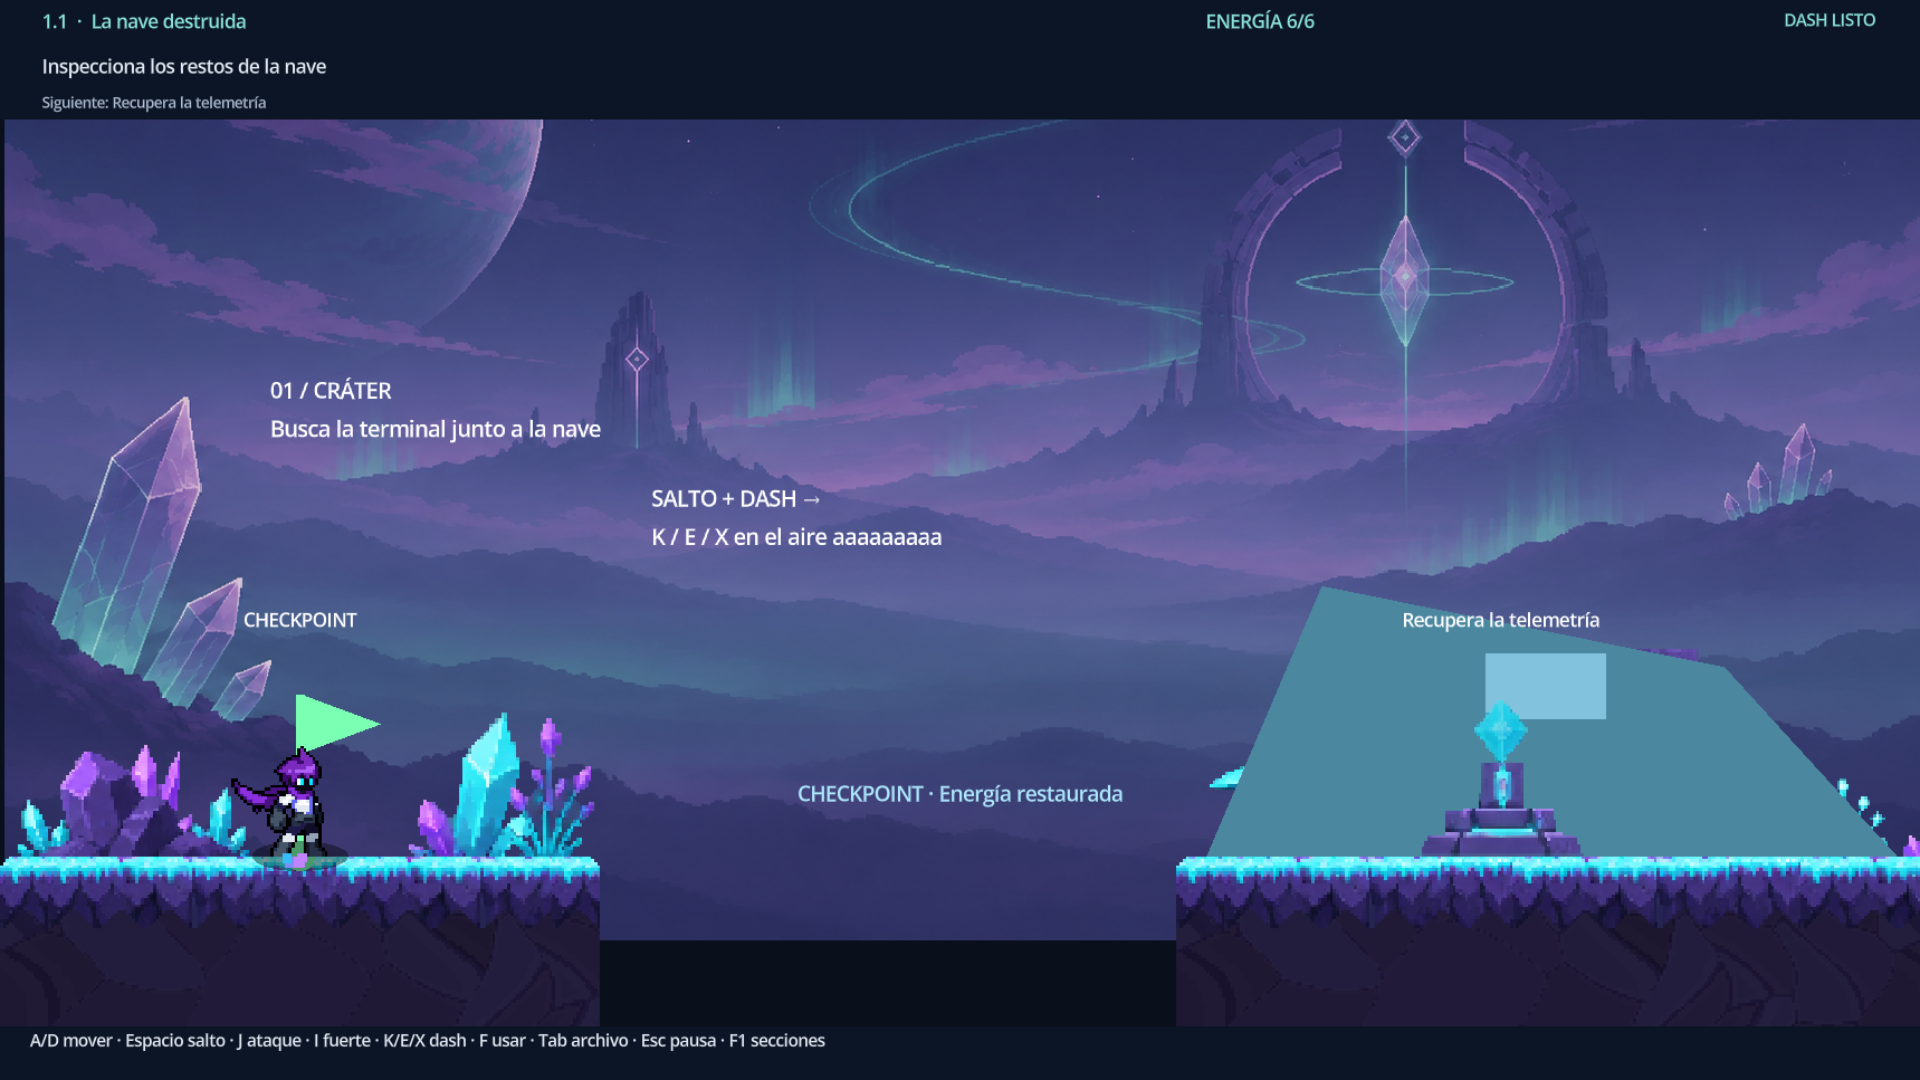 1.1 · La nave destruida
ENERGÍA 6/6
DASH LISTO
Inspecciona los restos de la nave
Siguiente: Recupera la telemetría
01 / CRÁTER
Busca la terminal junto a la nave
SALTO + DASH →
K / E / X en el aire aaaaaaaaa
CHECKPOINT
Recupera la telemetría
CHECKPOINT · Energía restaurada
A/D mover · Espacio salto · J ataque · I fuerte · K/E/X dash · F usar · Tab archivo · Esc pausa · F1 secciones